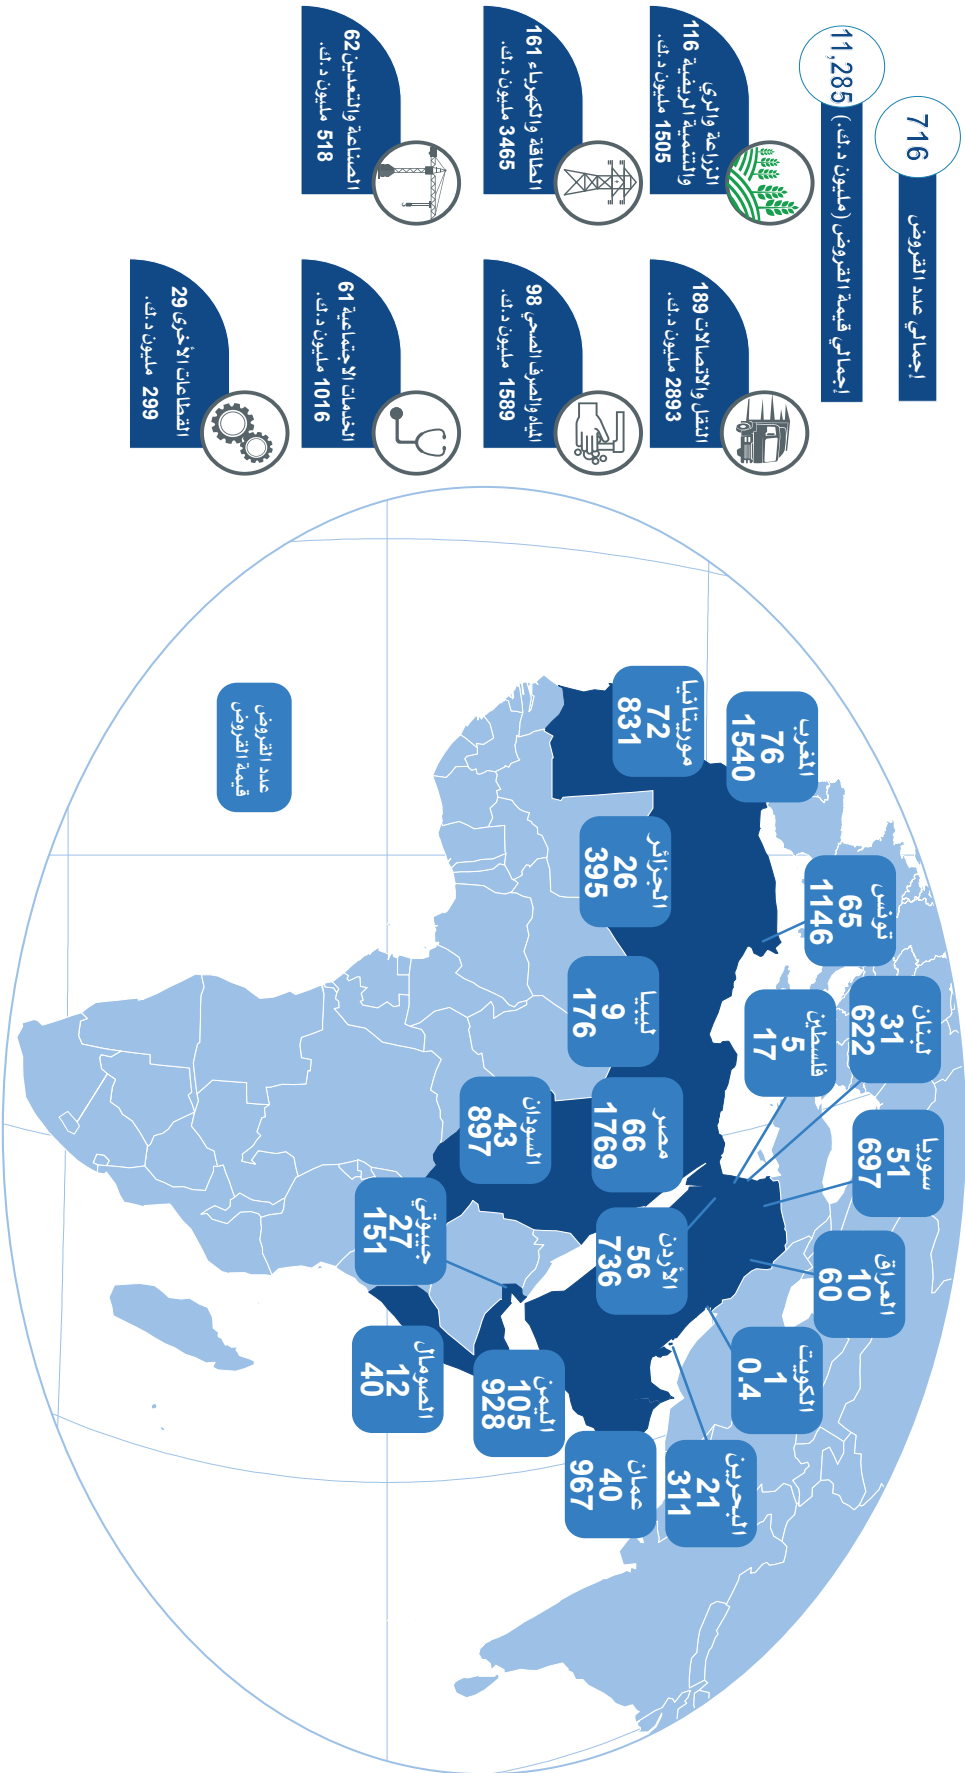 716
إجمالي عدد القروض
11,285
إجمالي قيمة القروض (مليون د.ك.)
الزراعة والري
والتنمية الريفية 116
1505 مليون د.ك.
النقل والاتصالات 189
2893 مليون د.ك.
الطاقة والكهرباء 161
3465 مليون د.ك.
المياه والصرف الصحي 98
1589 مليون د.ك.
الصناعة والتعدين 62
518 مليون د.ك.
الخدمات الاجتماعية 61
1016 مليون د.ك.
القطاعات الأخرى 29
299 مليون د.ك.
المغرب
76
1540
موريتانيا
72
831
الجزائر
26
395
تونس
65
1146
ليبيا
9
176
فلسطين
5
17
لبنان
31
622
سوريا
51
697
مصر
66
1769
السودان
43
897
جيبوتي
27
151
الأردن
56
736
العراق
10
60
الكويت
1
0.4
الصومال
12
40
اليمن
105
928
عمان
40
967
البحرين
21
311
عدد القروض
قيمة القروض